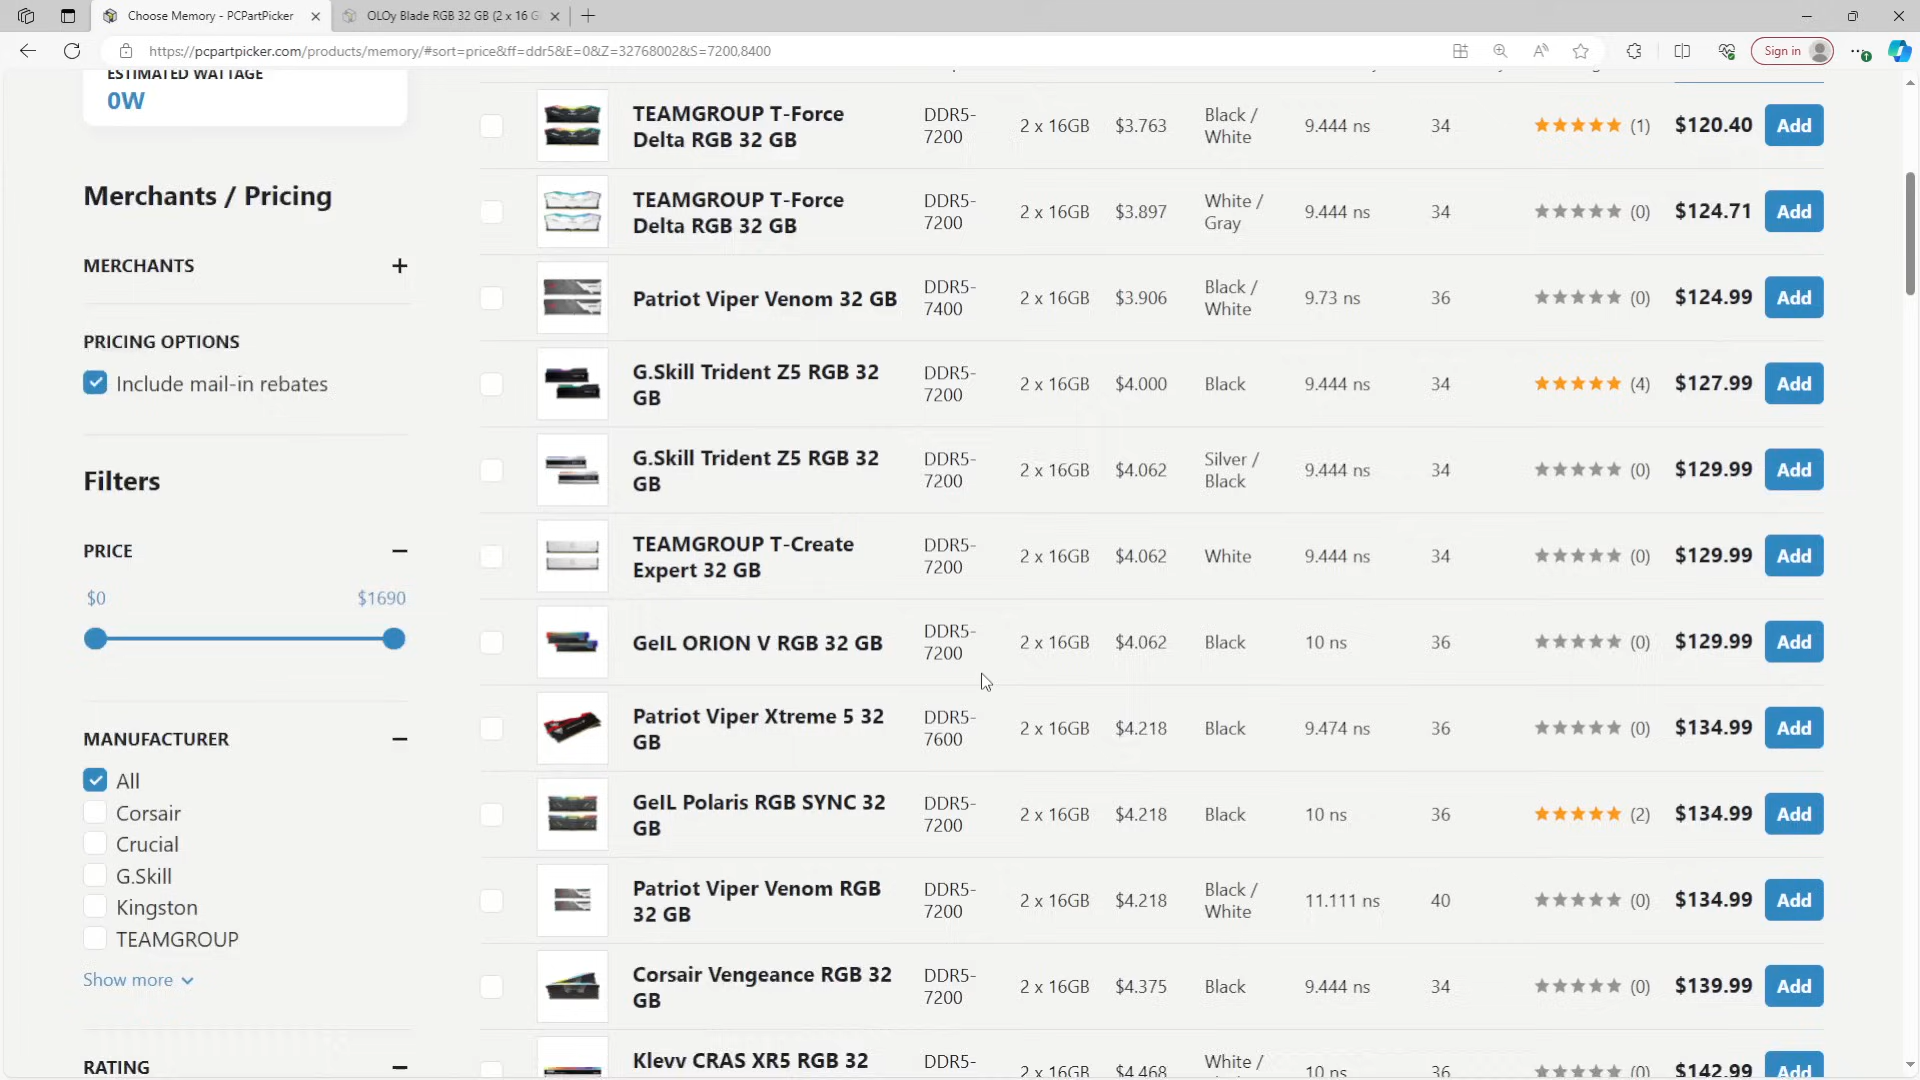 Choose Memory - PCPartPicker
OLOy Blade RGB 32 GB (2 x 16 G
https://pcpartpicker.com/products/memory/#sort=price&ff=ddr5&E=0&Z=32768002&S=7200,8400
Sign in
ESTIMATED WATTAGE
0W
Merchants / Pricing
MERCHANTS
PRICING OPTIONS
Include mail-in rebates
Filters
PRICE
$0 $1690
MANUFACTURER
All
Corsair
Crucial
G.Skill
Kingston
TEAMGROUP
Show more
RATING
TEAMGROUP T-Force
Delta RGB 32 GB
DDR5-
7200
2 x 16GB
$3.763
Black /
White
9.444 ns
34
(1)
$120.40
Add
TEAMGROUP T-Force
Delta RGB 32 GB
DDR5-
7200
2 x 16GB
$3.897
White /
Gray
9.444 ns
34
(0)
$124.71
Add
Patriot Viper Venom 32 GB
DDR5-
7400
2 x 16GB
$3.906
Black /
White
9.73 ns
36
(0)
$124.99
Add
G.Skill Trident Z5 RGB 32
GB
DDR5-
7200
2 x 16GB
$4.000
Black
9.444 ns
34
(4)
$127.99
Add
G.Skill Trident Z5 RGB 32
GB
DDR5-
7200
2 x 16GB
$4.062
Silver /
Black
9.444 ns
34
(0)
$129.99
Add
TEAMGROUP T-Create
Expert 32 GB
DDR5-
7200
2 x 16GB
$4.062
White
9.444 ns
34
(0)
$129.99
Add
GeIL ORION V RGB 32 GB
DDR5-
7200
2 x 16GB
$4.062
Black
10 ns
36
(0)
$129.99
Add
Patriot Viper Xtreme 5 32
GB
DDR5-
7600
2 x 16GB
$4.218
Black
9.474 ns
36
(0)
$134.99
Add
GeIL Polaris RGB SYNC 32
GB
DDR5-
7200
2 x 16GB
$4.218
Black
10 ns
36
(2)
$134.99
Add
Patriot Viper Venom RGB
32 GB
DDR5-
7200
2 x 16GB
$4.218
Black /
White
11.111 ns
40
(0)
$134.99
Add
Corsair Vengeance RGB 32
GB
DDR5-
7200
2 x 16GB
$4.375
Black
9.444 ns
34
(0)
$139.99
Add
Klevv CRAS XR5 RGB 32
DDR5-
2 x 16GB
$4.468
White /
10 ns
36
(0)
$142.99
Add